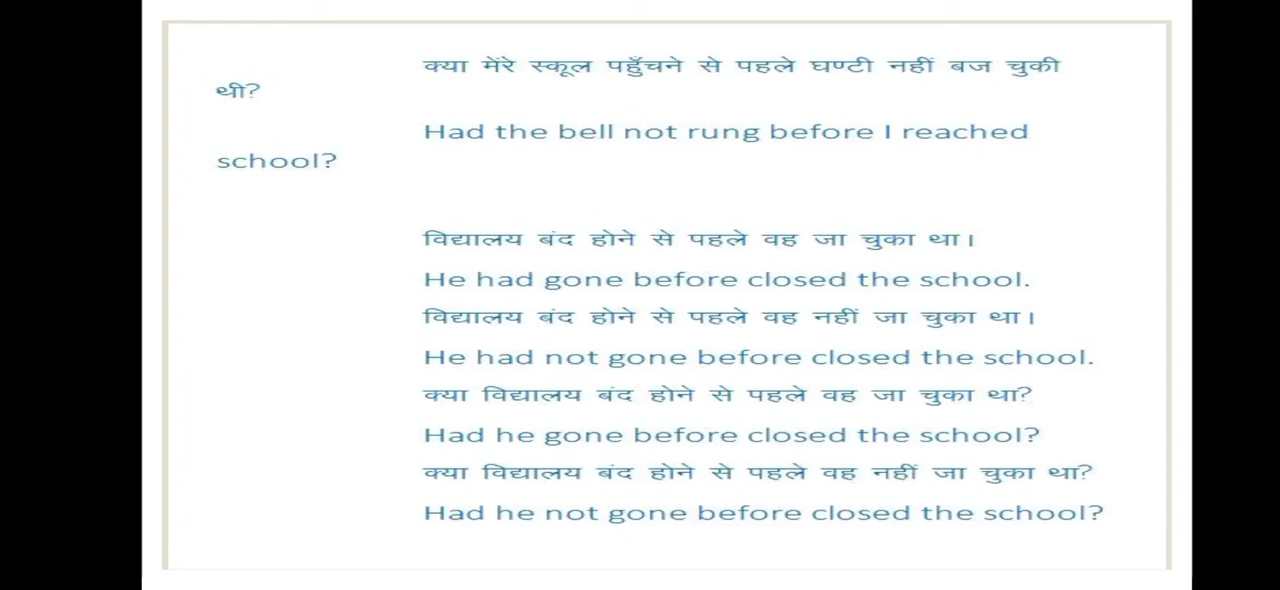 क्या मेंरे स्कूल पहुँचने से पहले घण्टी नहीं बज चुकी
थी?
Had the bell not rung before I reached
school?
विद्यालय बंद होने से पहले वह जा चुका था।
He had gone before closed the school.
विद्यालय बंद होने से पहले वह नहीं जा चुका था।
He had not gone before closed the school.
क्या विद्यालय बंद होने से पहले वह जा चुका था?
Had he gone before closed the school?
क्या विद्यालय बंद होने से पहले वह नहीं जा चुका था?
Had he not gone before closed the school?